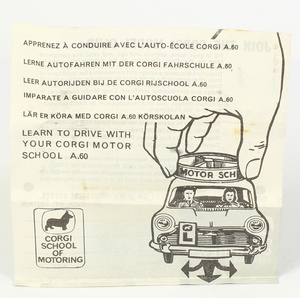 APPRENEZ À CONDUIRE AVEC L'AUTO-ÉCOLE CORGI A.60
LERNE AUTOFAHREN MIT DER CORGI FAHRSCHULE A.60
LEER AUTORIJDEN BIJ DE CORGI RIJSCHOOL A.60
IMPARATE A GUIDARE CON L'AUTOSCUOLA CORGI A.60
LÄR ER KÖRA MED CORGI A.60 KÖRSKOLAN
LEARN TO DRIVE WITH
YOUR CORGI MOTOR
SCHOOL A.60
MOTOR SCH
L
CORGI
SCHOOL
OF
MOTORING